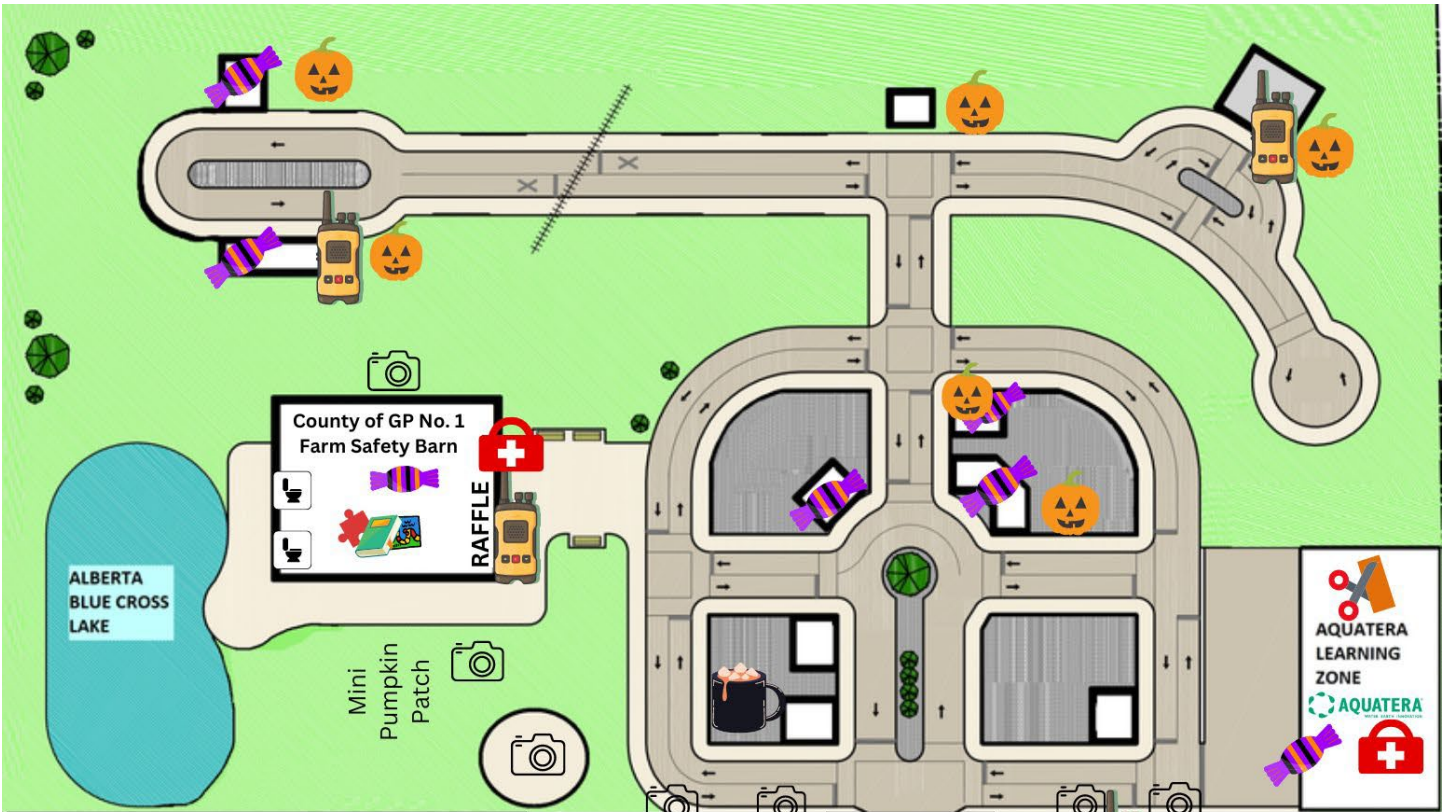 County of GP No. 1
Farm Safety Barn
RAFFLE
ALBERTA
BLUE CROSS
LAKE
Mini
Pumpkin
Patch
AQUATERA
LEARNING
ZONE
AQUATERA